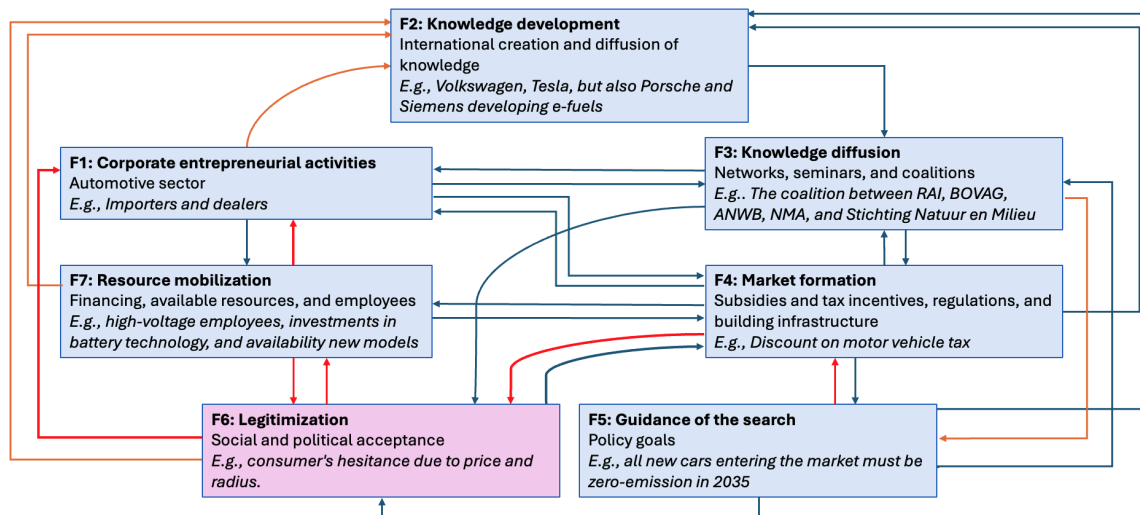 F2: Knowledge development
International creation and diffusion of
knowledge
E.g., Volkswagen, Tesla, but also Porsche and
Siemens developing e-fuels
F1: Corporate entrepreneurial activities
Automotive sector
E.g., Importers and dealers
F3: Knowledge diffusion
Networks, seminars, and coalitions
E.g.. The coalition between RAI, BOVAG,
ANWB, NMA, and Stichting Natuur en Milieu
F7: Resource mobilization
Financing, available resources, and employees
E.g., high-voltage employees, investments in
battery technology, and availability new models
F4: Market formation
Subsidies and tax incentives, regulations, and
building infrastructure
E.g., Discount on motor vehicle tax
F6: Legitimization
Social and political acceptance
E.g., consumer's hesitance due to price and
radius.
F5: Guidance of the search
Policy goals
E.g., all new cars entering the market must be
zero-emission in 2035